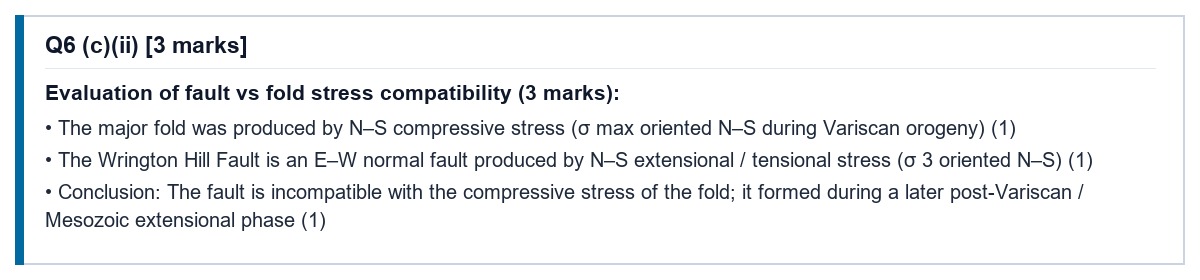 Q6 (c)(ii) [3 marks]
Evaluation of fault vs fold stress compatibility (3 marks):
• The major fold was produced by N–S compressive stress (σ max oriented N–S during Variscan orogeny) (1)
• The Wrington Hill Fault is an E–W normal fault produced by N–S extensional / tensional stress (σ 3 oriented N–S) (1)
• Conclusion: The fault is incompatible with the compressive stress of the fold; it formed during a later post-Variscan /
Mesozoic extensional phase (1)